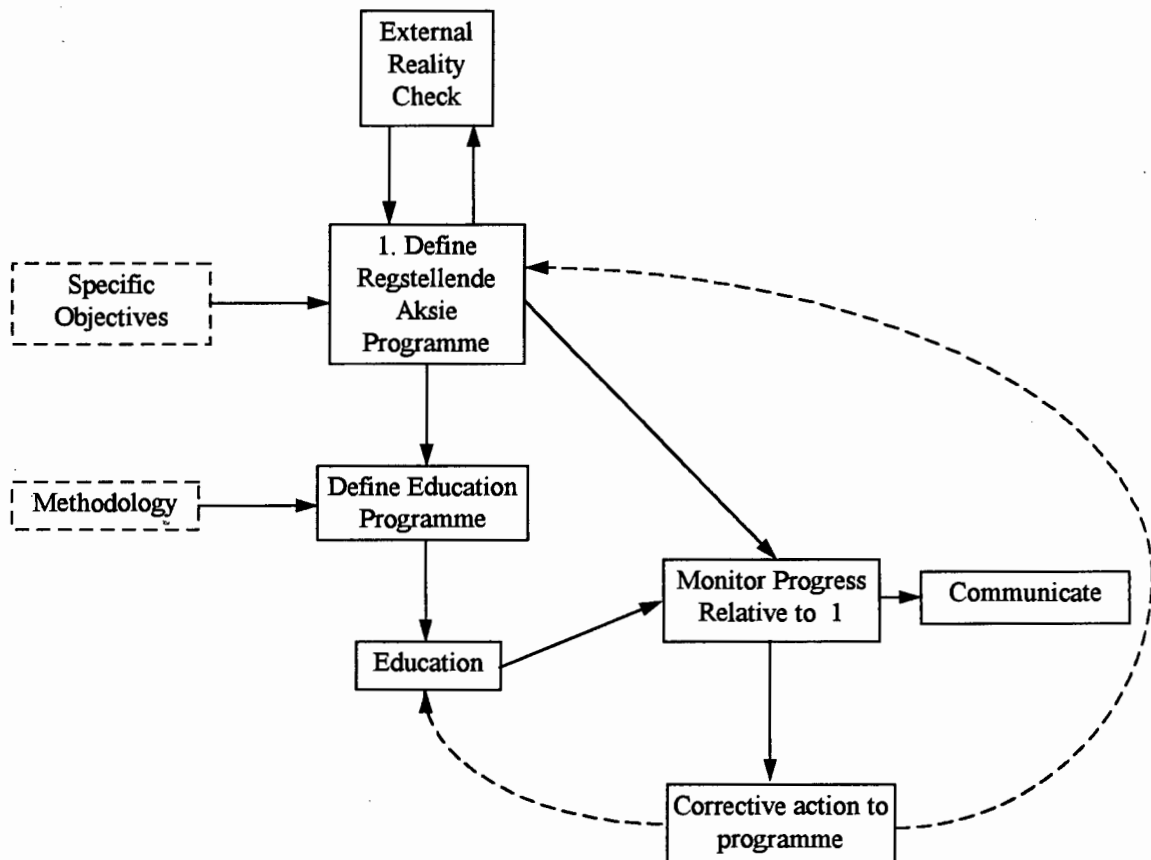 External
Reality
Check
1. Define
Regstellende
Aksie
Programme
Specific
Objectives
Define Education
Programme
Methodology
Monitor Progress
Relative to 1
Communicate
Education
Corrective action to
programme